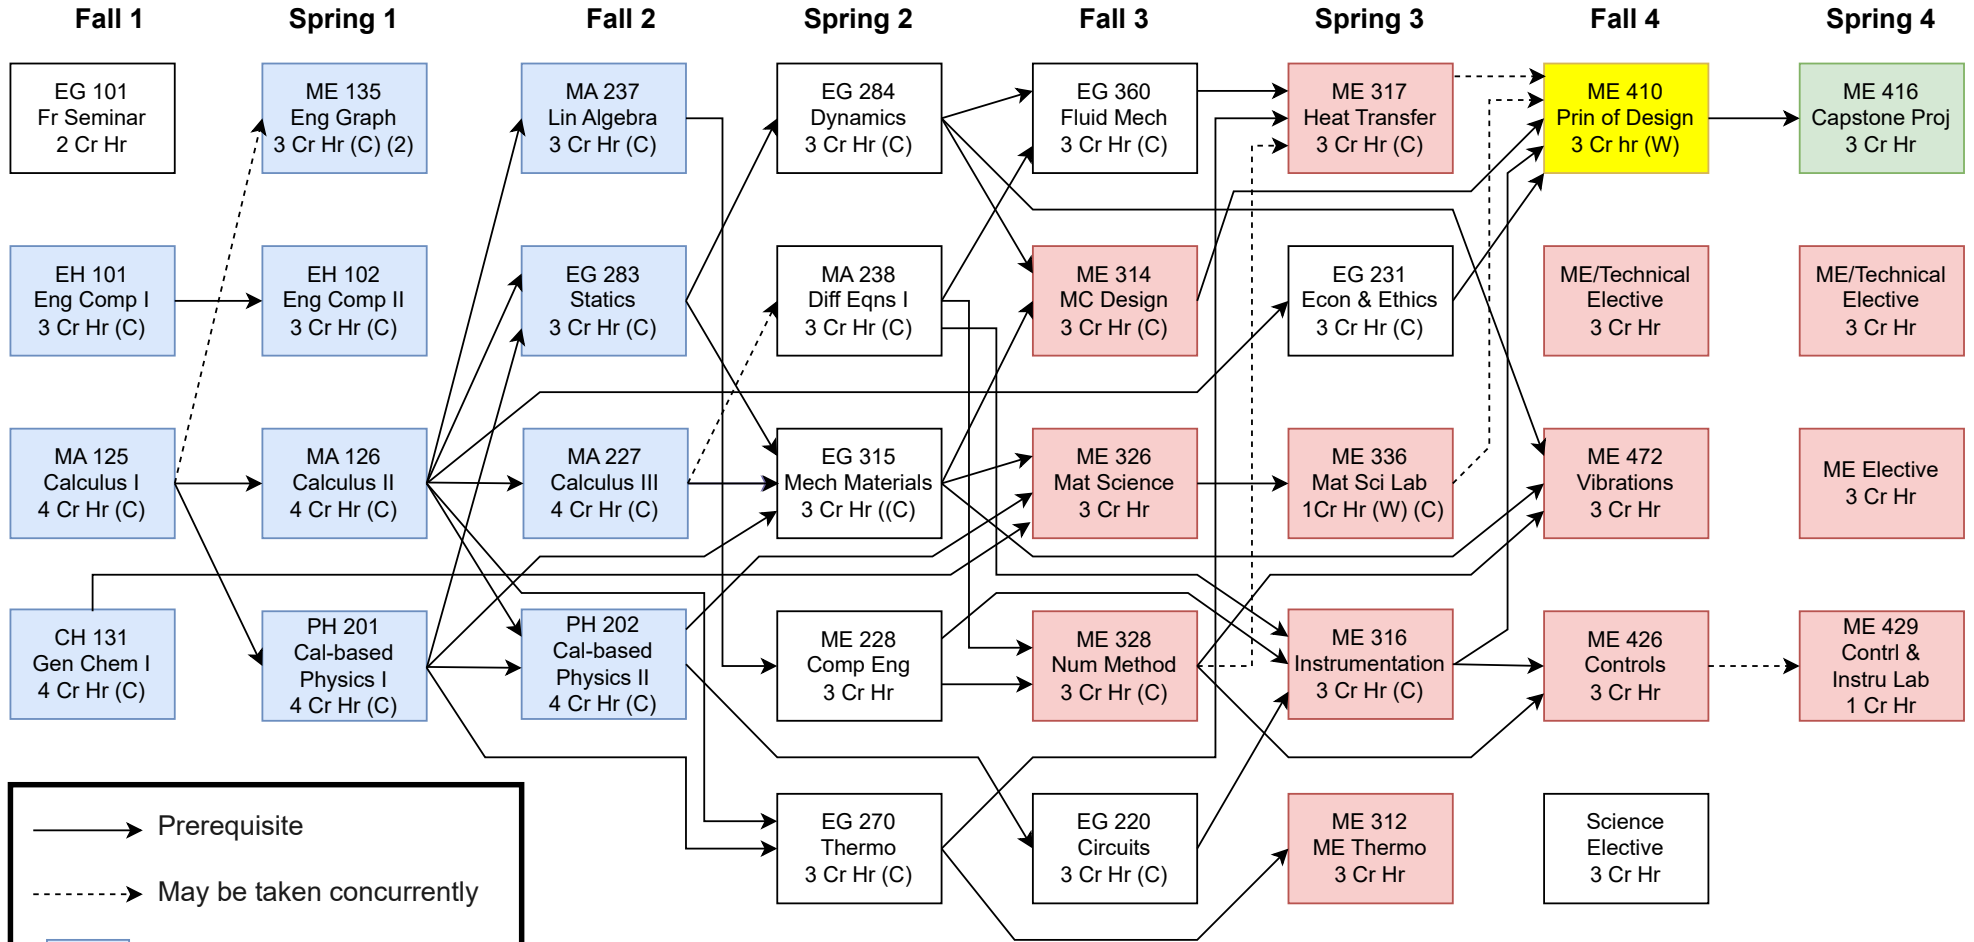 Fall 1
Spring 1
Fall 2
Spring 2
Fall 3
Spring 3
Fall 4
Spring 4
EG 101
Fr Seminar
2 Cr Hr
ME 135
Eng Graph
3 Cr Hr (C) (2)
MA 237
Lin Algebra
3 Cr Hr (C)
EG 284
Dynamics
3 Cr Hr (C)
EG 360
Fluid Mech
3 Cr Hr (C)
ME 317
Heat Transfer
3 Cr Hr (C)
ME 410
Prin of Design
3 Cr hr (W)
ME 416
Capstone Proj
3 Cr Hr
EH 101
Eng Comp I
3 Cr Hr (C)
EH 102
Eng Comp II
3 Cr Hr (C)
EG 283
Statics
3 Cr Hr (C)
MA 238
Diff Eqns I
3 Cr Hr (C)
ME 314
MC Design
3 Cr Hr (C)
EG 231
Econ & Ethics
3 Cr Hr (C)
ME/Technical
Elective
3 Cr Hr
ME/Technical
Elective
3 Cr Hr
MA 125
Calculus I
4 Cr Hr (C)
MA 126
Calculus II
4 Cr Hr (C)
MA 227
Calculus III
4 Cr Hr (C)
EG 315
Mech Materials
3 Cr Hr ((C)
ME 326
Mat Science
3 Cr Hr
ME 336
Mat Sci Lab
1Cr Hr (W) (C)
ME 472
Vibrations
3 Cr Hr
ME Elective
3 Cr Hr
CH 131
Gen Chem I
4 Cr Hr (C)
PH 201
Cal-based
Physics I
4 Cr Hr (C)
PH 202
Cal-based
Physics II
4 Cr Hr (C)
ME 228
Comp Eng
3 Cr Hr
ME 328
Num Method
3 Cr Hr (C)
ME 316
Instrumentation
3 Cr Hr (C)
ME 426
Controls
3 Cr Hr
ME 429
Contrl &
Instru Lab
1 Cr Hr
EG 270
Thermo
3 Cr Hr (C)
EG 220
Circuits
3 Cr Hr (C)
ME 312
ME Thermo
3 Cr Hr
Science
Elective
3 Cr Hr
Prerequisite
May be taken concurrently